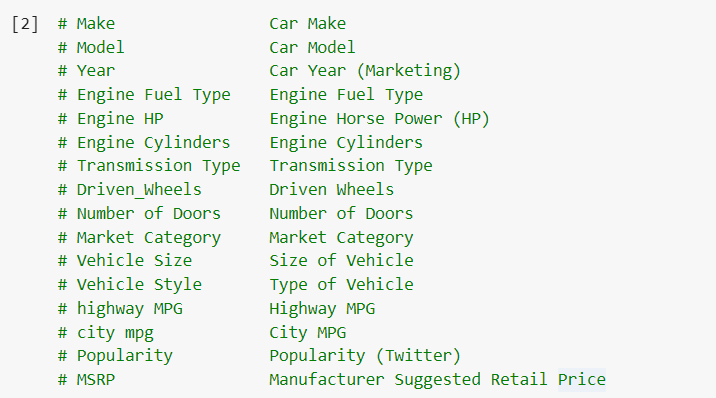 [2] # Make Car Make
# Model Car Model
# Year Car Year (Marketing)
# Engine Fuel Type Engine Fuel Type
# Engine HP Engine Horse Power (HP)
# Engine Cylinders Engine Cylinders
# Transmission Type Transmission Type
# Driven_Wheels Driven Wheels
# Number of Doors Number of Doors
# Market Category Market Category
# Vehicle Size Size of Vehicle
# Vehicle Style Type of Vehicle
# highway MPG Highway MPG
# city mpg City MPG
# Popularity Popularity (Twitter)
# MSRP Manufacturer Suggested Retail Price